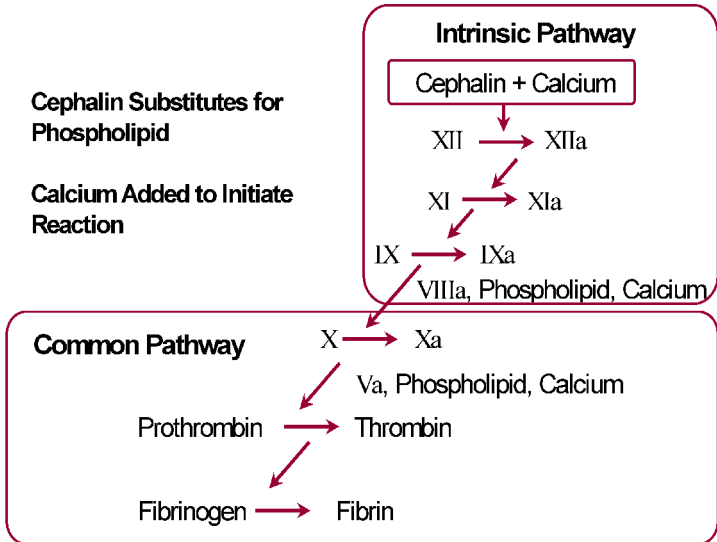 Intrinsic Pathway
Cephalin + Calcium
Cephalin Substitutes for
Phospholipid
XII XIIa
Calcium Added to Initiate
Reaction
XI XIa
IX IXa
VIIIa, Phospholipid, Calcium
Common Pathway
X Xa
Va, Phospholipid, Calcium
Prothrombin Thrombin
Fibrinogen Fibrin